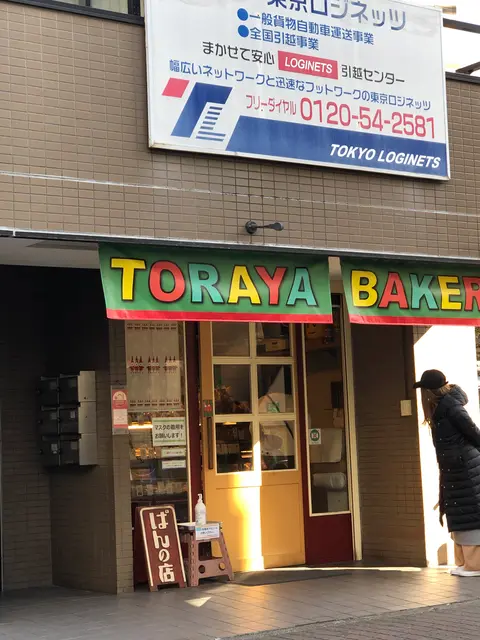 東京ロジネッツ
●一般貨物自動車運送事業
●全国引越事業
まかせて安心 LOGINETS 引越センター
幅広いネットワークと迅速なフットワークの東京ロジネッツ
フリーダイヤル 0120-54-2581
TOKYO LOGINETS
TORAYA BAKER
マスクの着用を
お願いします!
ぱんの店